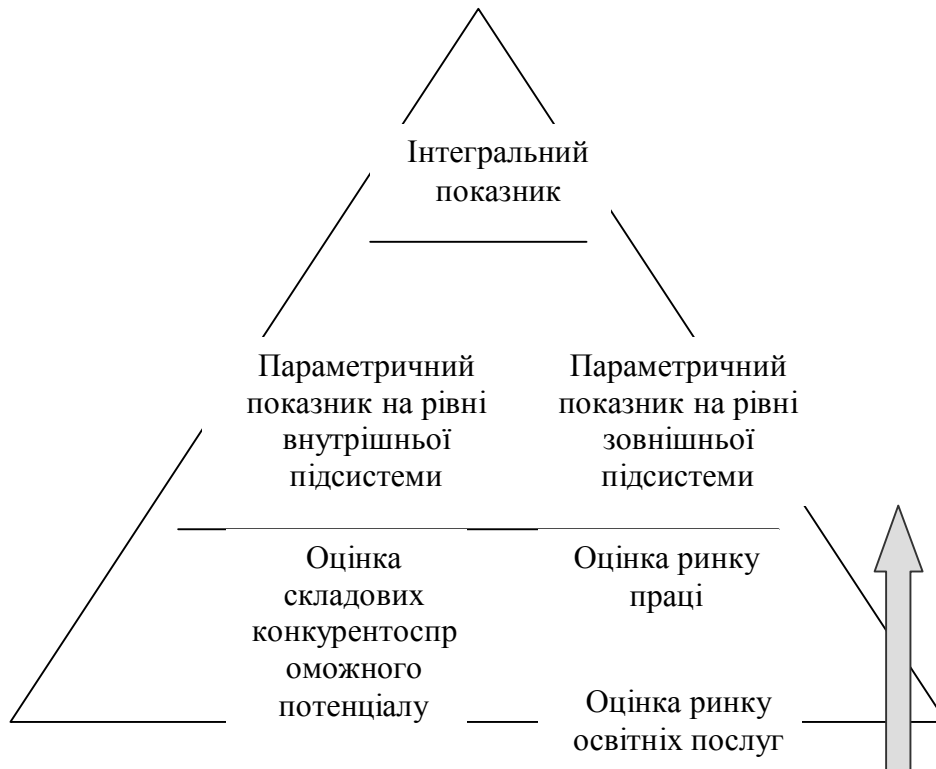 Інтегральний
показник
Параметричний
показник на рівні
внутрішньої
підсистеми
Параметричний
показник на рівні
зовнішньої
підсистеми
Оцінка
складових
конкурентоспр
оможного
потенціалу
Оцінка ринку
праці
Оцінка ринку
освітніх послуг